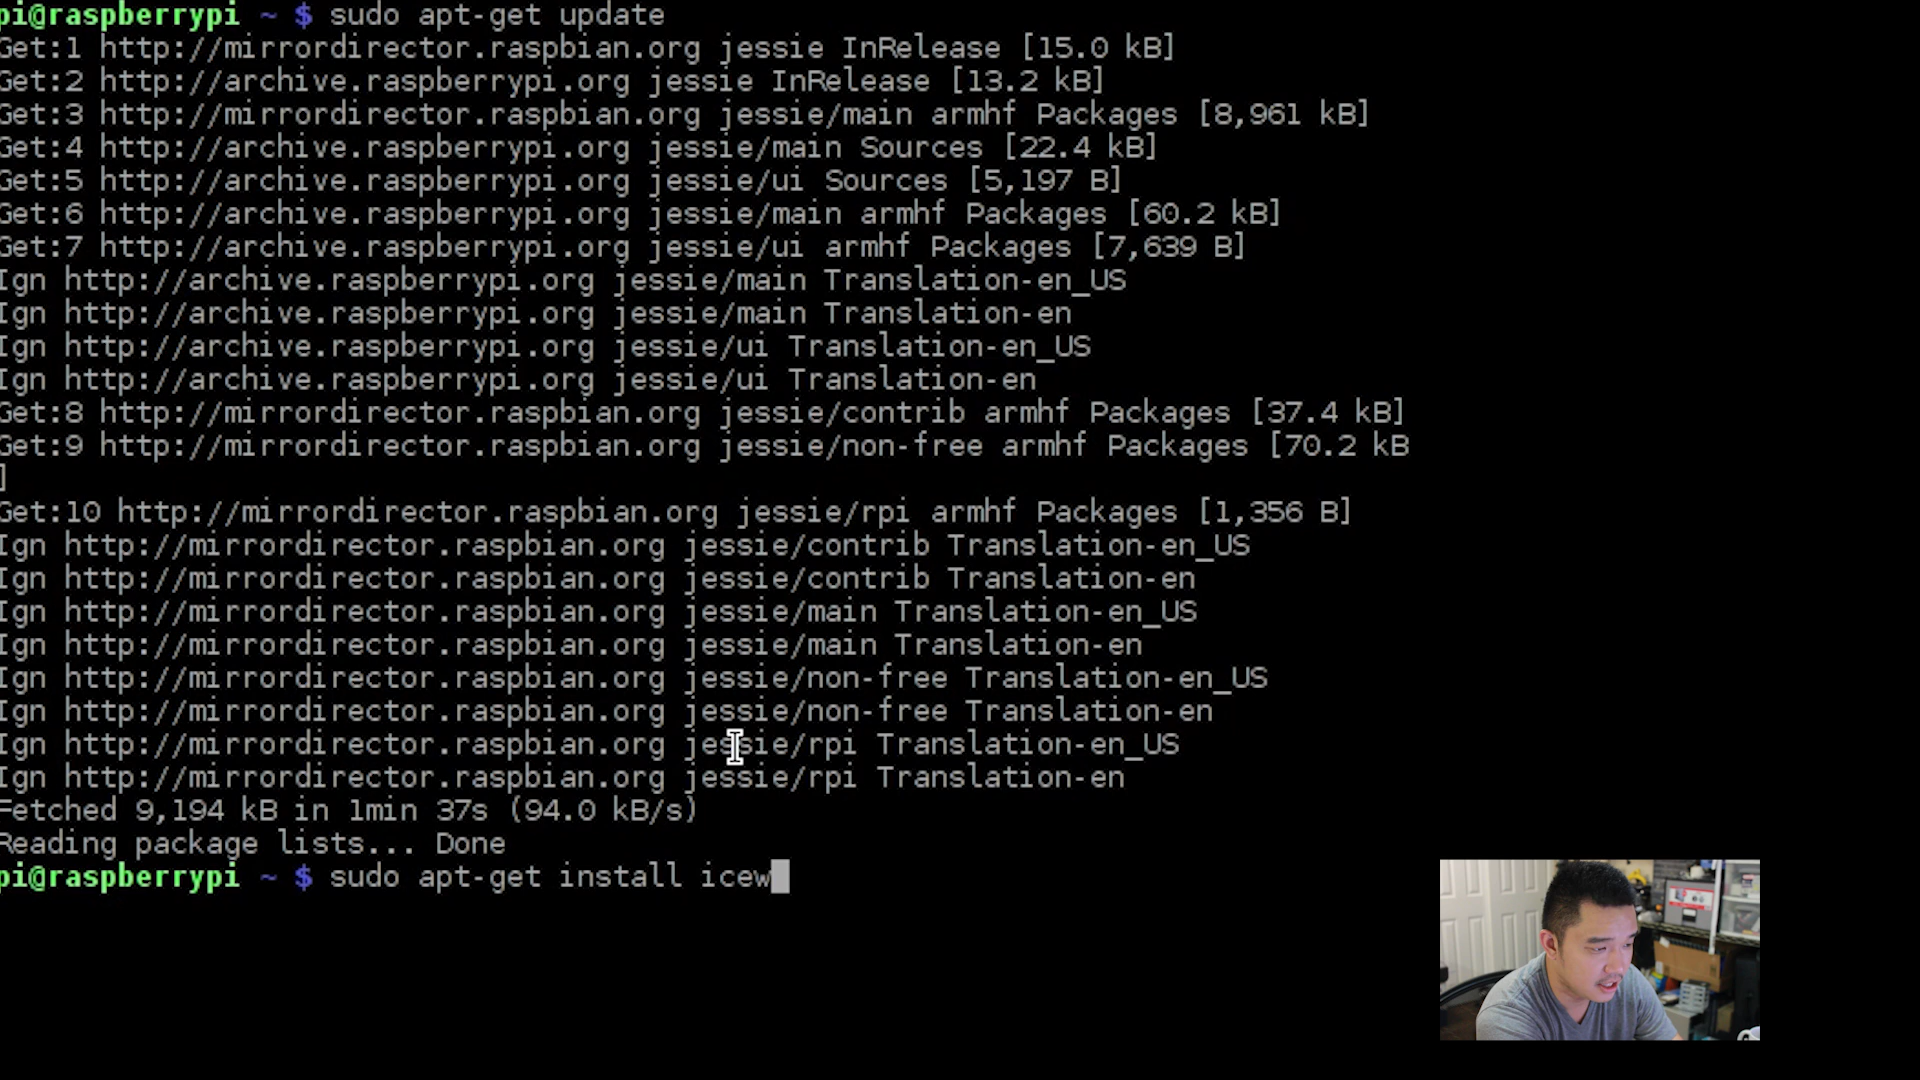 pi@raspberrypi ~ $ sudo apt-get update
Get:1 http://mirrordirector.raspbian.org jessie InRelease [15.0 kB]
Get:2 http://archive.raspberrypi.org jessie InRelease [13.2 kB]
Get:3 http://mirrordirector.raspbian.org jessie/main armhf Packages [8,961 kB]
Get:4 http://archive.raspberrypi.org jessie/main Sources [22.4 kB]
Get:5 http://archive.raspberrypi.org jessie/ui Sources [5,197 B]
Get:6 http://archive.raspberrypi.org jessie/main armhf Packages [60.2 kB]
Get:7 http://archive.raspberrypi.org jessie/ui armhf Packages [7,639 B]
Ign http://archive.raspberrypi.org jessie/main Translation-en_US
Ign http://archive.raspberrypi.org jessie/main Translation-en
Ign http://archive.raspberrypi.org jessie/ui Translation-en_US
Ign http://archive.raspberrypi.org jessie/ui Translation-en
Get:8 http://mirrordirector.raspbian.org jessie/contrib armhf Packages [37.4 kB]
Get:9 http://mirrordirector.raspbian.org jessie/non-free armhf Packages [70.2 kB
]
Get:10 http://mirrordirector.raspbian.org jessie/rpi armhf Packages [1,356 B]
Ign http://mirrordirector.raspbian.org jessie/contrib Translation-en_US
Ign http://mirrordirector.raspbian.org jessie/contrib Translation-en
Ign http://mirrordirector.raspbian.org jessie/main Translation-en_US
Ign http://mirrordirector.raspbian.org jessie/main Translation-en
Ign http://mirrordirector.raspbian.org jessie/non-free Translation-en_US
Ign http://mirrordirector.raspbian.org jessie/non-free Translation-en
Ign http://mirrordirector.raspbian.org jessie/rpi Translation-en_US
Ign http://mirrordirector.raspbian.org jessie/rpi Translation-en
Fetched 9,194 kB in 1min 37s (94.0 kB/s)
Reading package lists... Done
pi@raspberrypi ~ $ sudo apt-get install icew